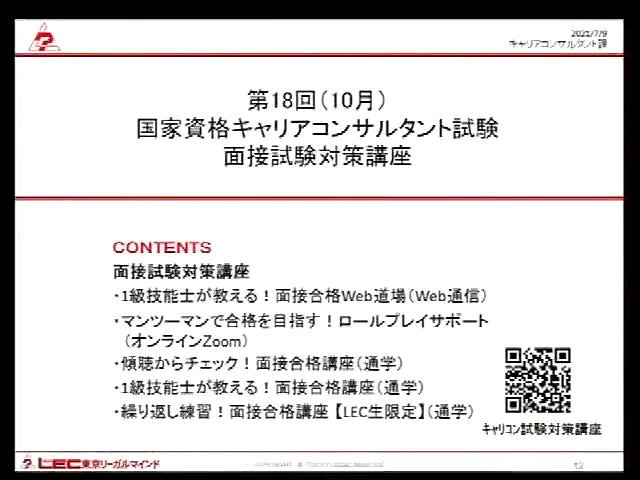 2021/7/9
キャリアコンサルタント課
第18回（10月）
国家資格キャリアコンサルタント試験
面接試験対策講座
CONTENTS
面接試験対策講座
・1級技能士が教える！面接合格Web道場（Web通信）
・マンツーマンで合格を目指す！ロールプレイサポート
（オンラインZoom）
・傾聴からチェック！面接合格講座（通学）
・1級技能士が教える！面接合格講座（通学）
・繰り返し練習！面接合格講座【LEC生限定】（通学）
キャリコン試験対策講座
LEC東京リーガルマインド
12